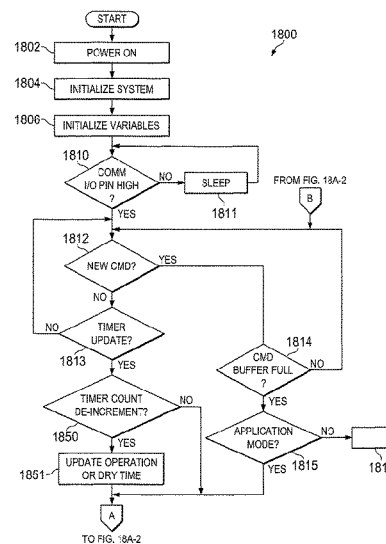 START
1802
POWER ON
1800
1804
INITIALIZE SYSTEM
1806
INITIALIZE VARIABLES
1810
COMM
I/O PIN HIGH
?
NO
SLEEP
1811
YES
FROM FIG. 18A-2
B
1812
NEW CMD?
YES
NO
TIMER
UPDATE?
NO
1813
YES
1814
CMD
BUFFER FULL
?
NO
YES
TIMER COUNT
DE-INCREMENT?
NO
1850
YES
APPLICATION
MODE?
NO
1815
YES
181
1851
UPDATE OPERATION
OR DRY TIME
A
TO FIG. 18A-2